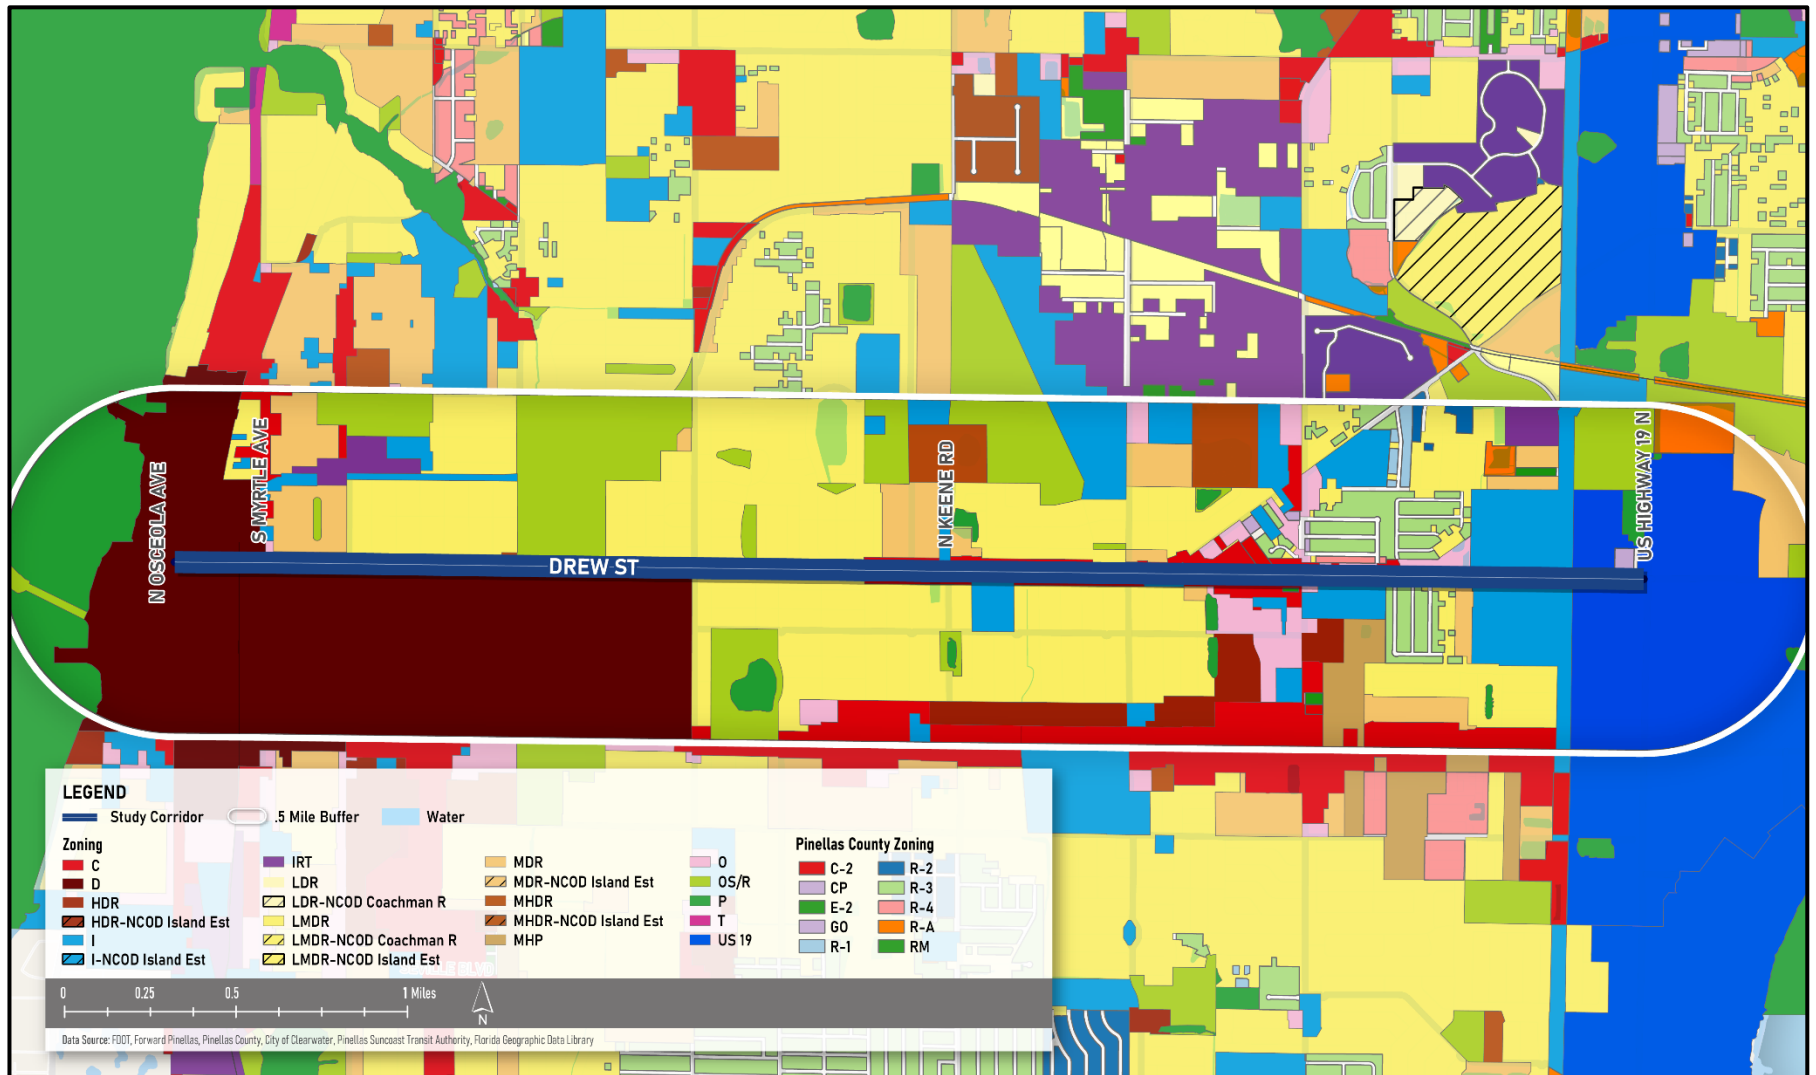 N OSCEOLA AVE
S MYRTLE AVE
N KEENE RD
US HIGHWAY 19 N
DREW ST
LEGEND
Study Corridor
.5 Mile Buffer
Water
Zoning
C
D
HDR
HDR-NCOD Island Est
I
I-NCOD Island Est
IRT
LDR
LDR-NCOD Coachman R
LMDR
LMDR-NCOD Coachman R
LMDR-NCOD Island Est
MDR
MDR-NCOD Island Est
MHDR
MHDR-NCOD Island Est
MHP
O
OS/R
P
T
US 19
Pinellas County Zoning
C-2
CP
E-2
GO
R-1
R-2
R-3
R-4
R-A
RM
0 0.25 0.5 1 Miles
N
Data Source: FDOT, Forward Pinellas, Pinellas County, City of Clearwater, Pinellas Suncoast Transit Authority, Florida Geographic Data Library